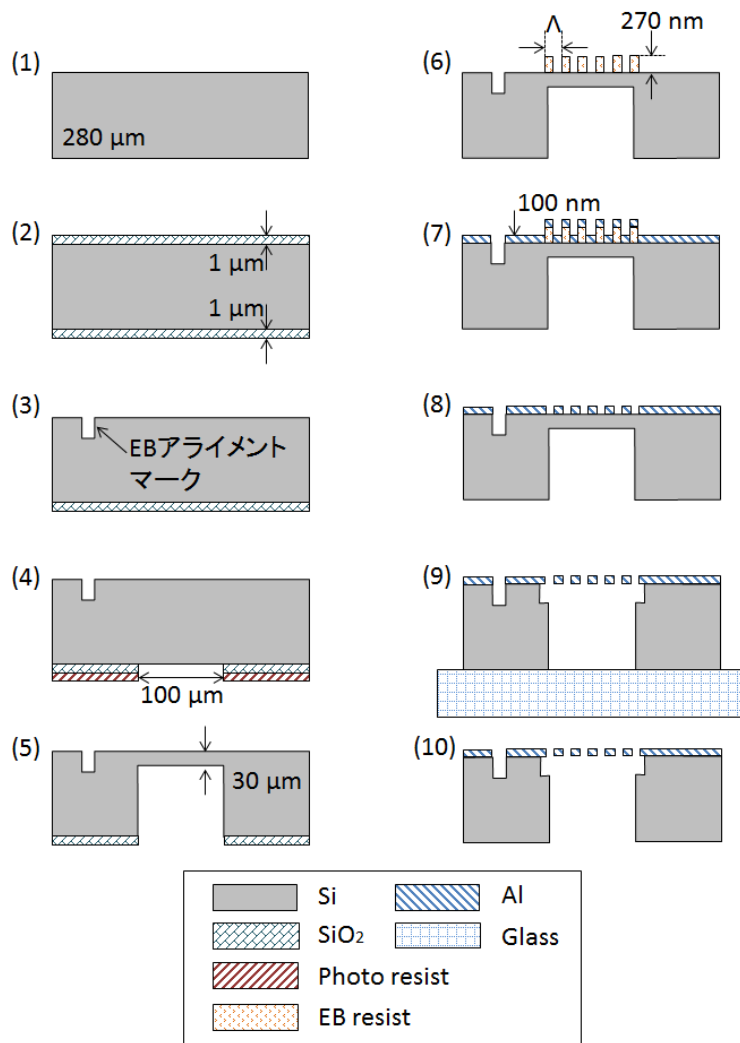 (1)
280 μm
(2)
1 μm
1 μm
(3)
EBアライメント
マーク
(4)
100 μm
(5)
30 μm
(6)
Λ
270 nm
(7)
100 nm
(8)
(9)
(10)
Si
Al
SiO₂
Glass
Photo resist
EB resist